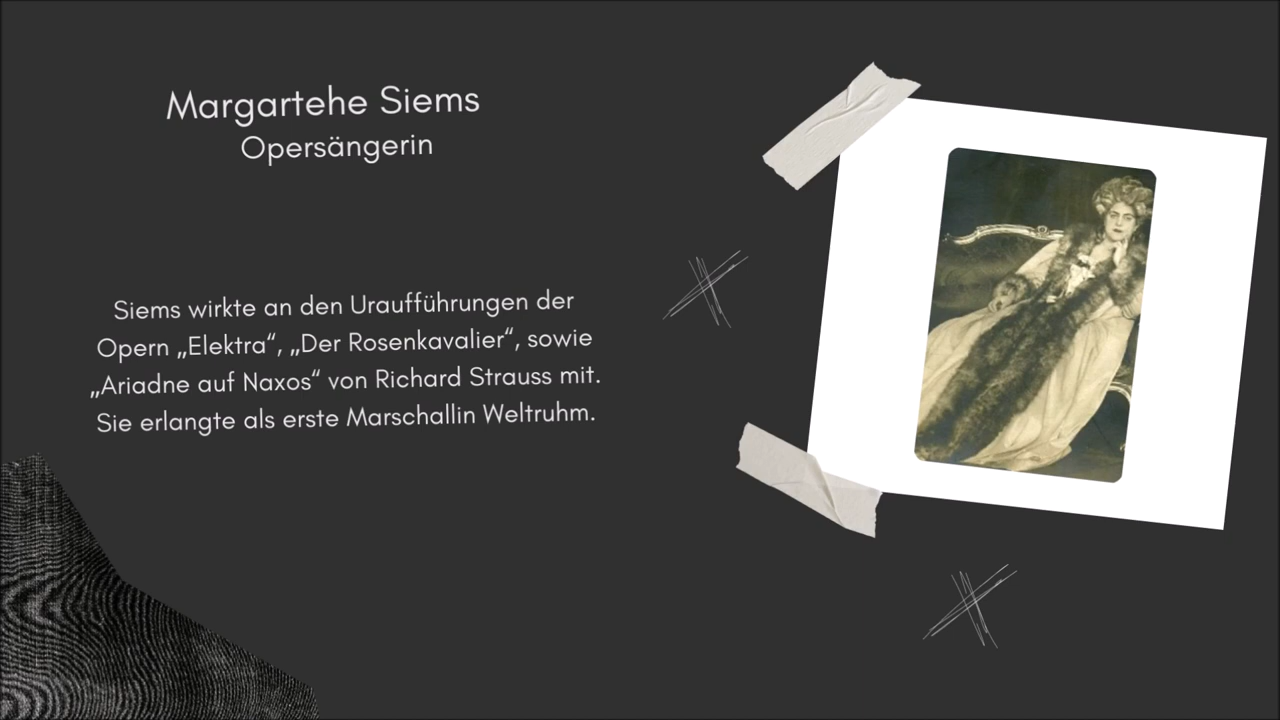 Margartehe Siems
Opersängerin
Siems wirkte an den Uraufführungen der
Opern „Elektra“, „Der Rosenkavalier“, sowie
„Ariadne auf Naxos“ von Richard Strauss mit.
Sie erlangte als erste Marschallin Weltruhm.